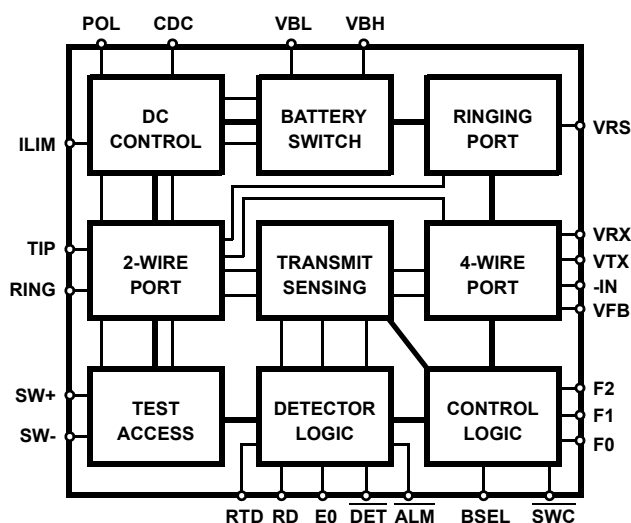 POL CDC VBL VBH
DC CONTROL
BATTERY SWITCH
RINGING PORT
ILIM
VRS
TIP
RING
2-WIRE PORT
TRANSMIT SENSING
4-WIRE PORT
VRX
VTX
-IN
VFB
SW+
SW-
TEST ACCESS
DETECTOR LOGIC
CONTROL LOGIC
F2
F1
F0
RTD RD E0 DET ALM BSEL SWC